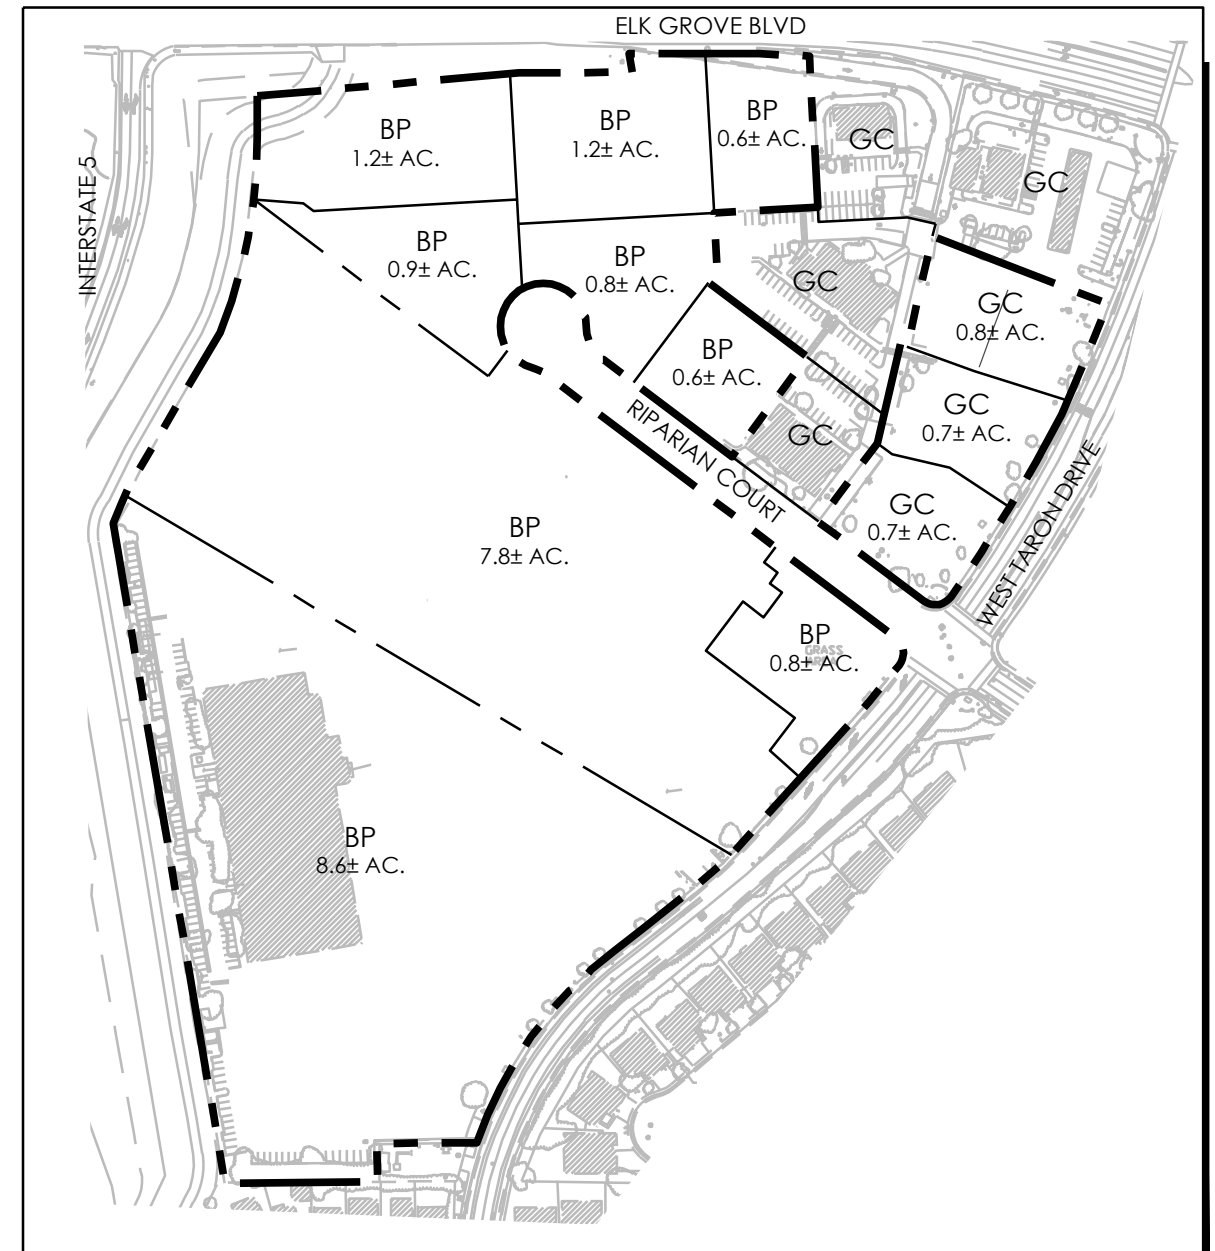 ELK GROVE BLVD
INTERSTATE 5
BP
1.2± AC.
BP
1.2± AC.
BP
0.6± AC.
GC
GC
BP
0.9± AC.
BP
0.8± AC.
GC
GC
0.8± AC.
BP
0.6± AC.
GC
0.7± AC.
RIPARIAN COURT
GC
GC
0.7± AC.
WEST TARON DRIVE
BP
7.8± AC.
BP
GRASS
AREA
0.8± AC.
BP
8.6± AC.